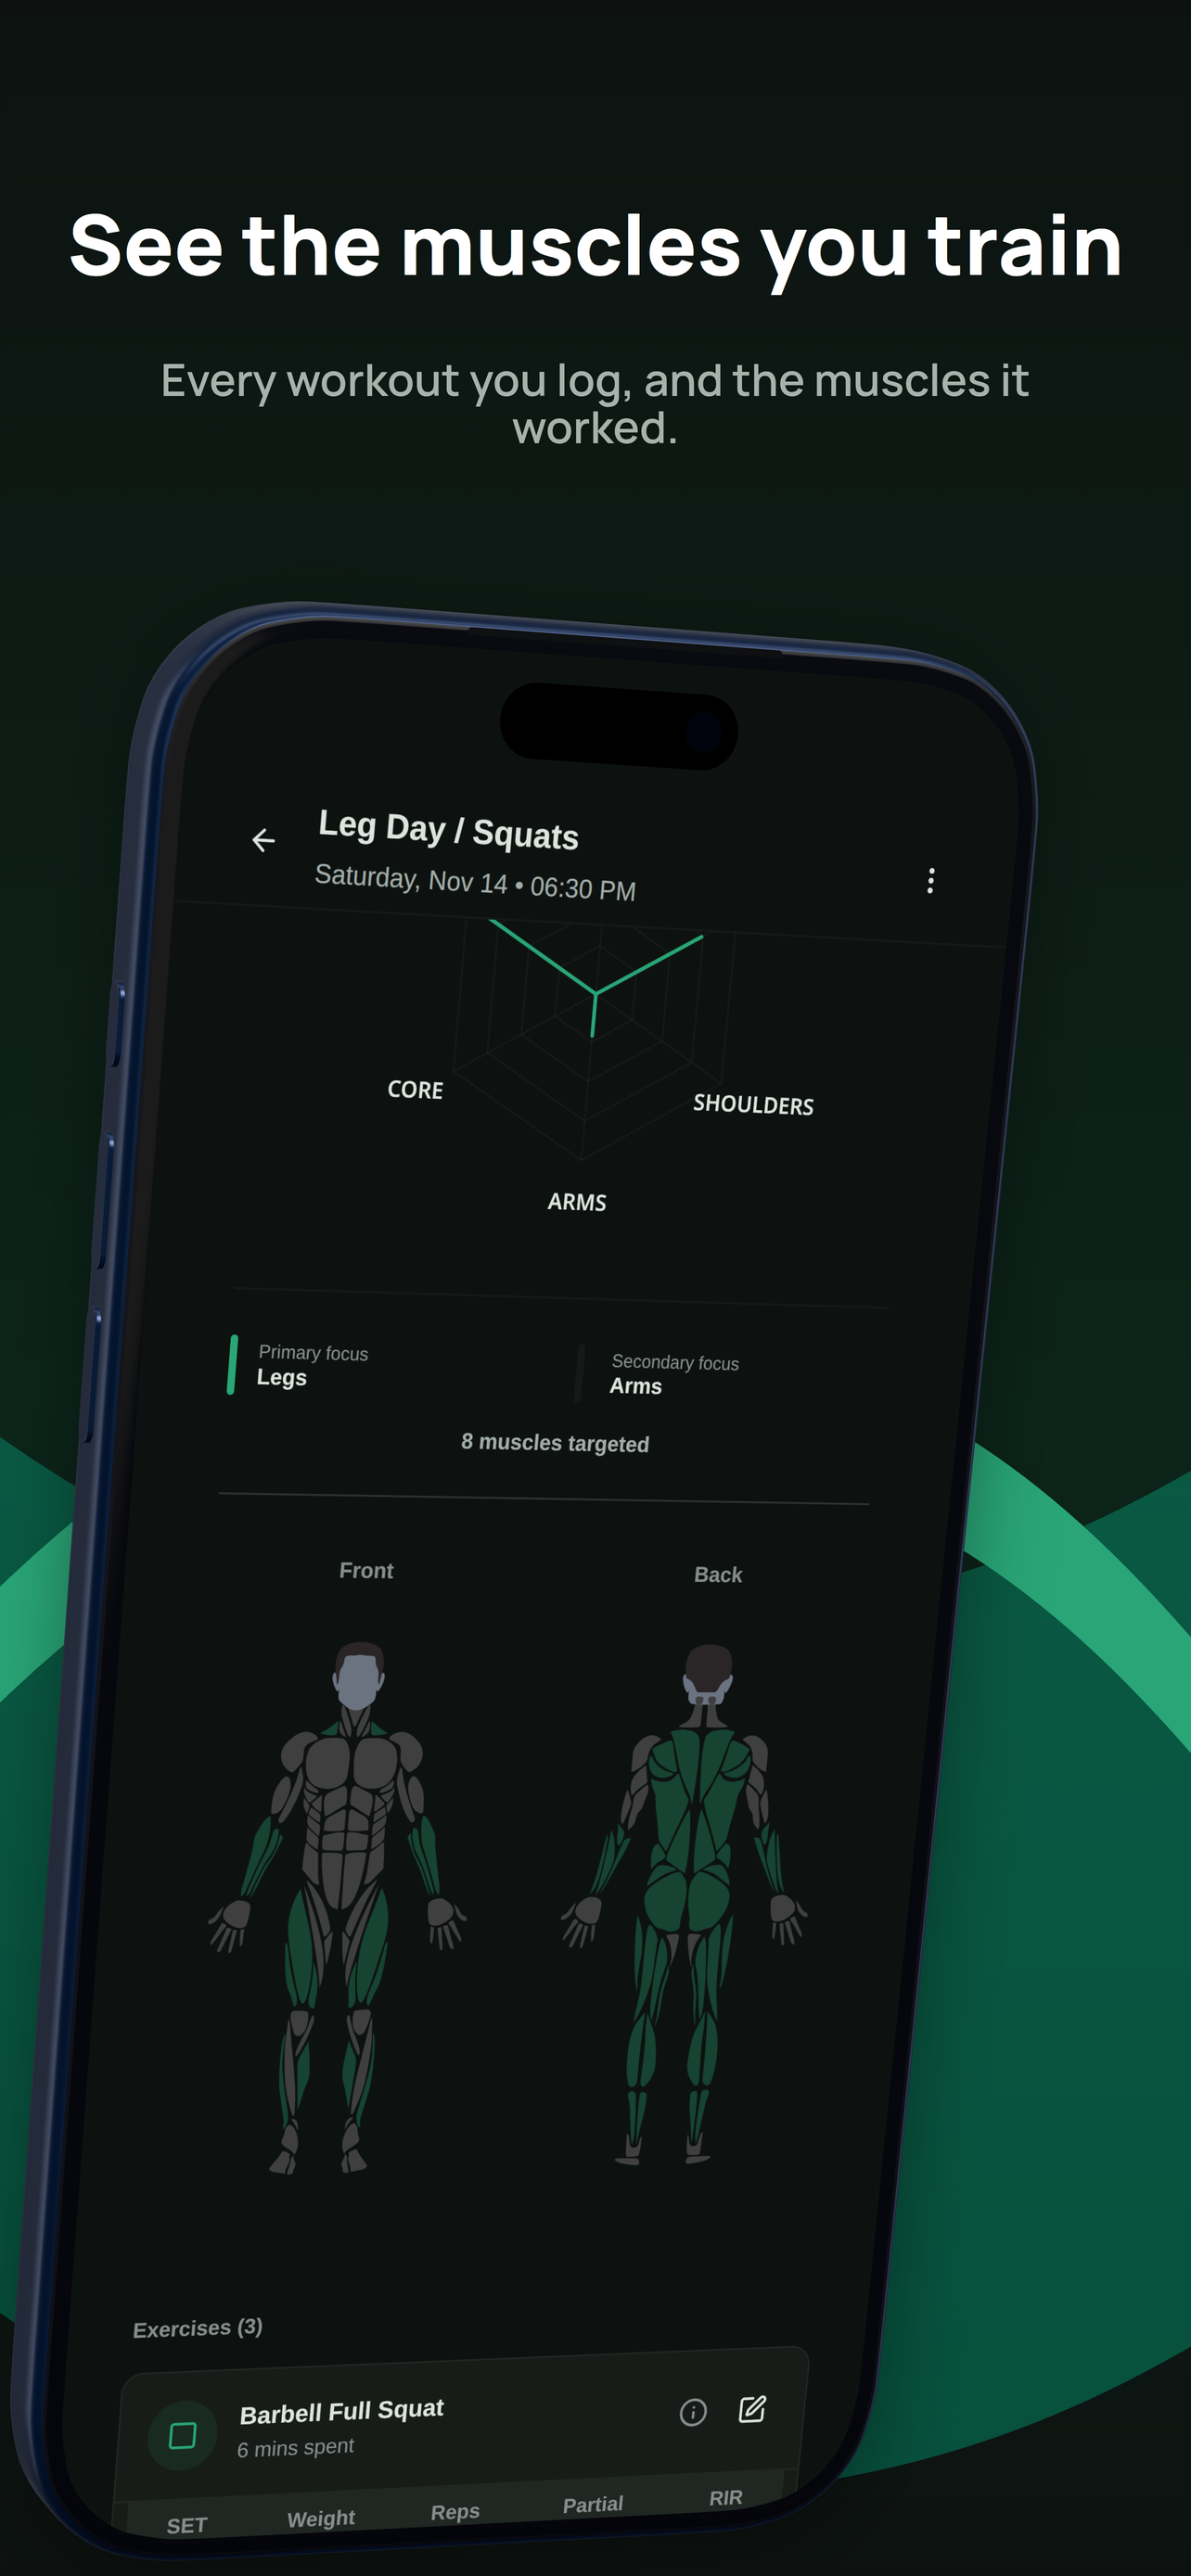 See the muscles you train
Every workout you log, and the muscles it
worked.
Leg Day / Squats
Saturday, Nov 14 • 06:30 PM
CORE
SHOULDERS
ARMS
Primary focus
Legs
Secondary focus
Arms
8 muscles targeted
Front
Back
Exercises (3)
Barbell Full Squat
6 mins spent
SET Weight Reps Partial RIR